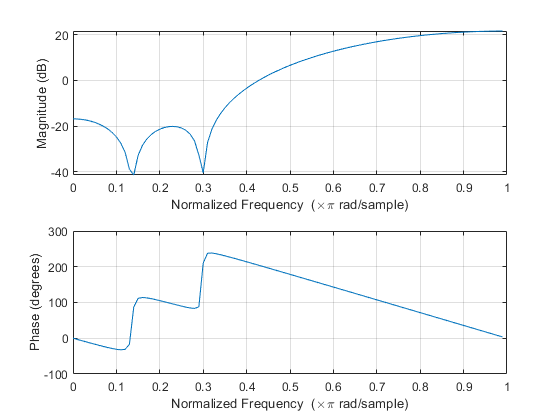 20
0
-20
-40
Magnitude (dB)
0 0.1 0.2 0.3 0.4 0.5 0.6 0.7 0.8 0.9 1
Normalized Frequency (×π rad/sample)
300
200
100
0
-100
Phase (degrees)
0 0.1 0.2 0.3 0.4 0.5 0.6 0.7 0.8 0.9 1
Normalized Frequency (×π rad/sample)